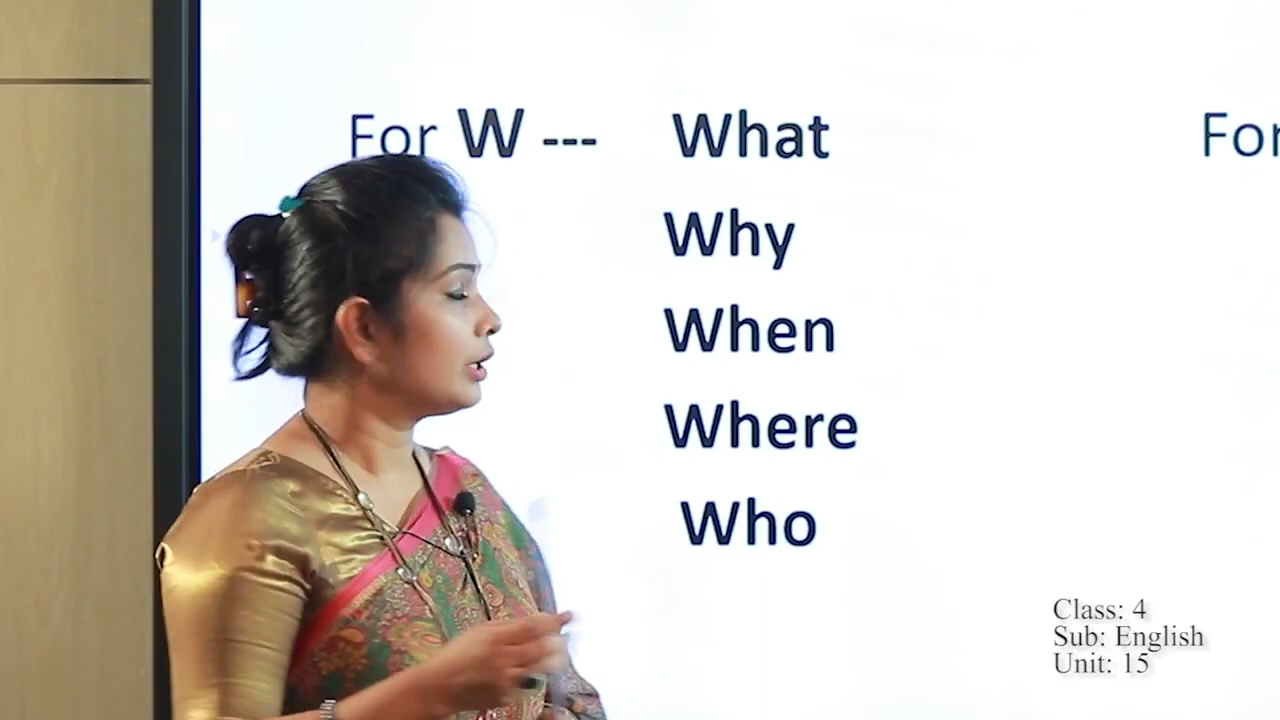 For W --- What For
Why
When
Where
Who
Class: 4
Sub: English
Unit: 15